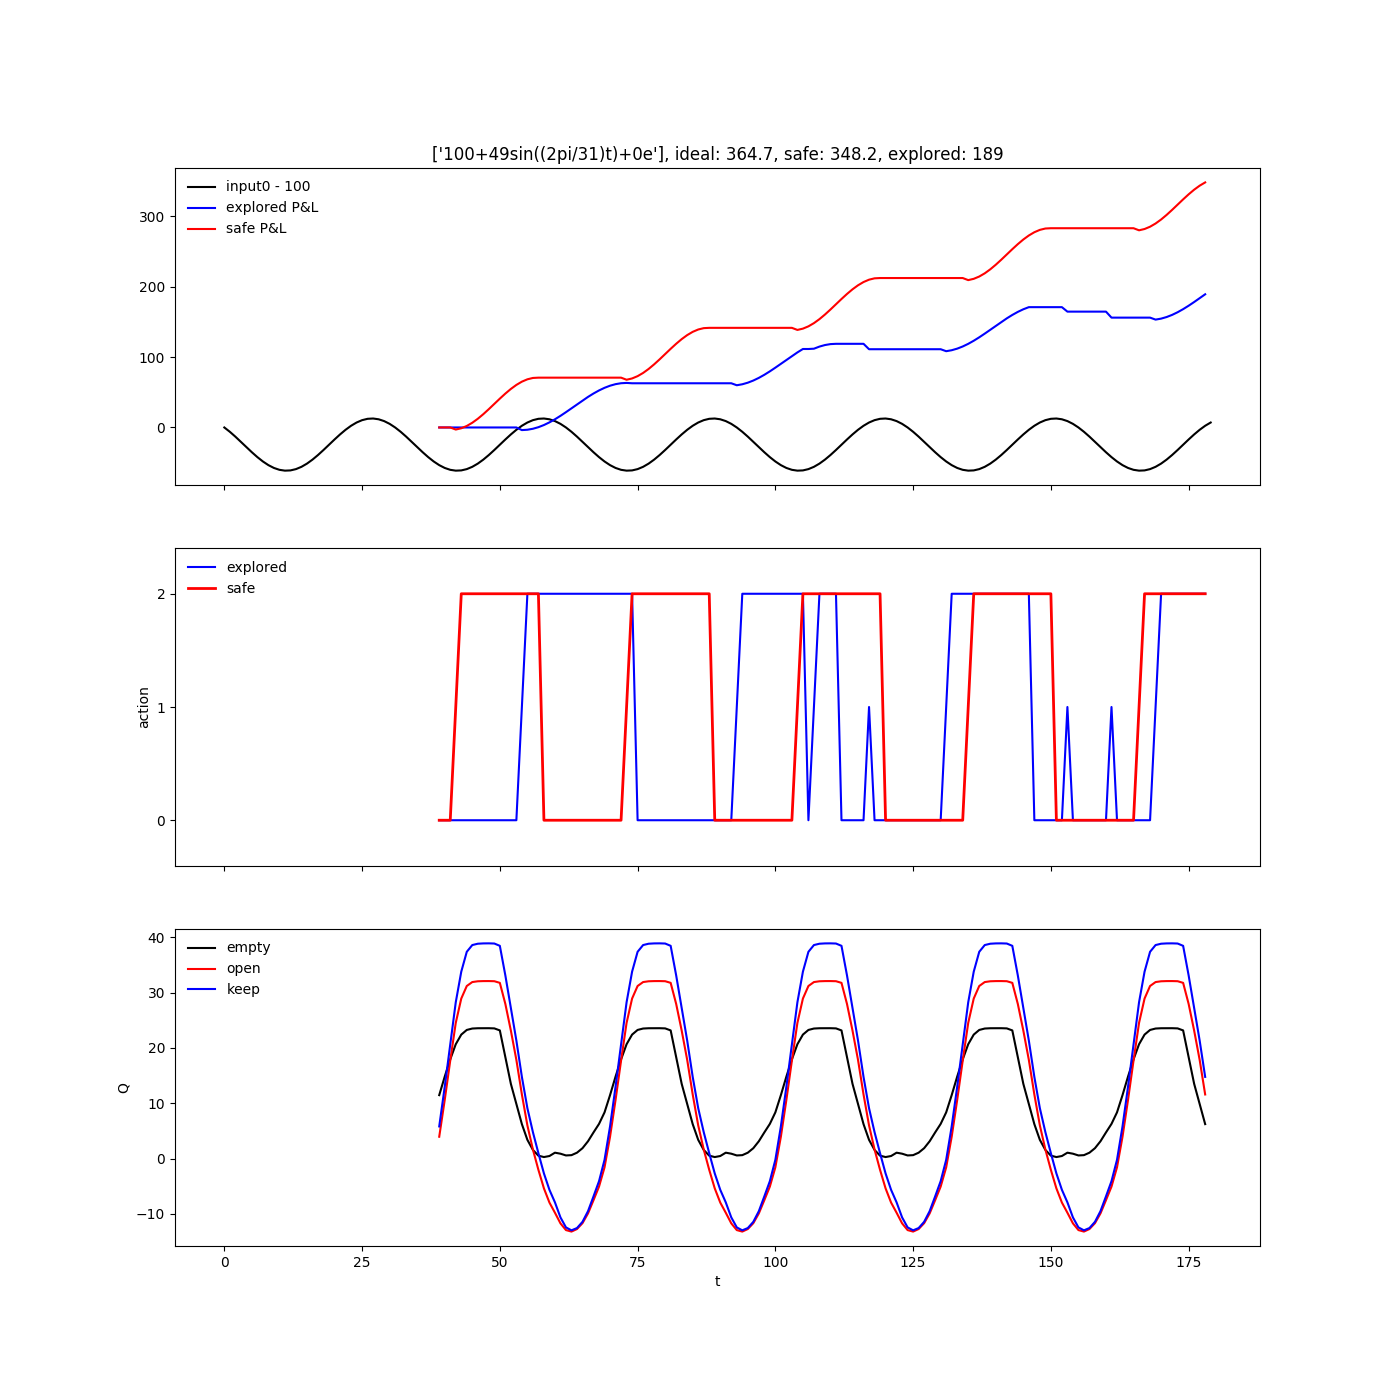 ['100+49sin((2pi/31)t)+0e'], ideal: 364.7, safe: 348.2, explored: 189
input0 - 100
explored P&L
safe P&L
300
200
100
0
explored
safe
2
1
0
action
empty
open
keep
40
30
20
10
0
−10
Q
0 25 50 75 100 125 150 175
t